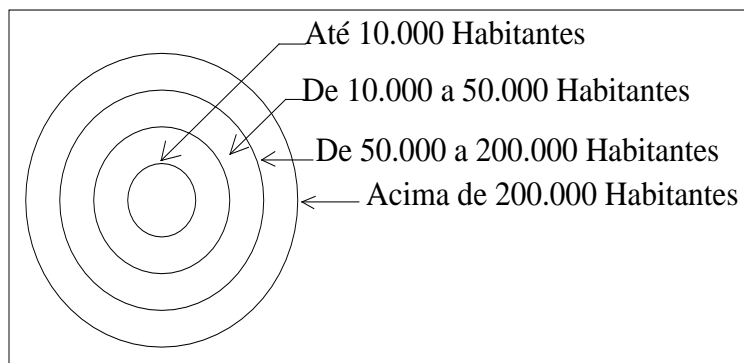 Até 10.000 Habitantes
De 10.000 a 50.000 Habitantes
De 50.000 a 200.000 Habitantes
Acima de 200.000 Habitantes